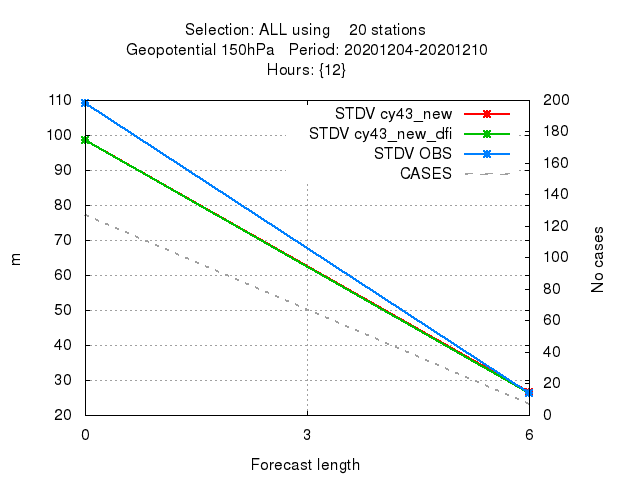 Selection: ALL using 20 stations
Geopotential 150hPa Period: 20201204-20201210
Hours: {12}
110 200
STDV cy43_new
180
STDV cy43_new_dfi
100
STDV OBS
160
90
CASES
140
80
120
70
m
100
No cases
60
80
50
60
40
40
30
20
20 0
0 3 6
Forecast length